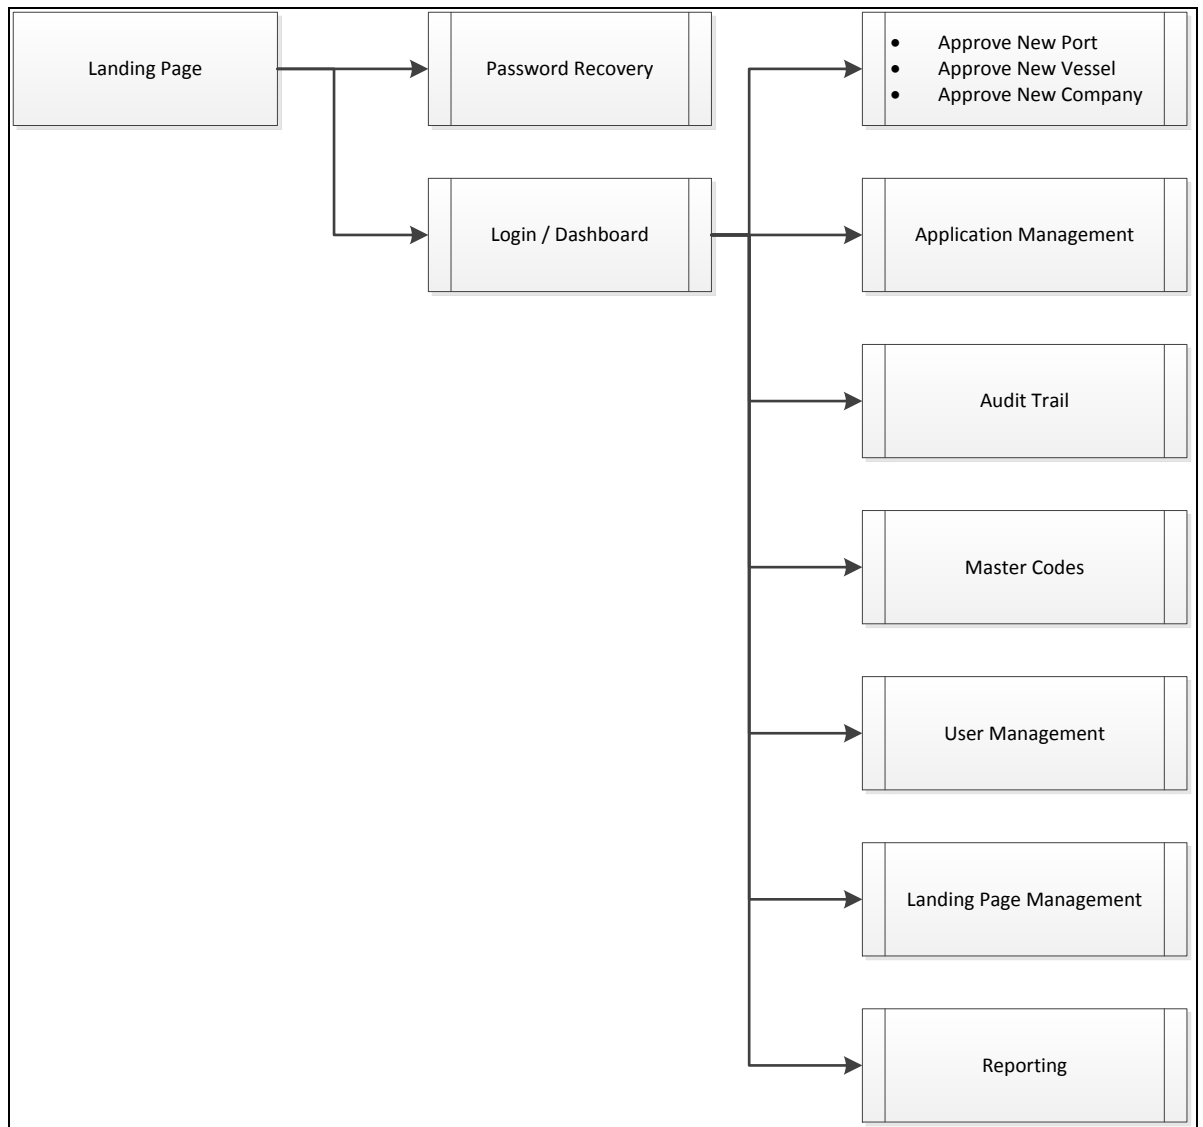 Landing Page
Password Recovery
• Approve New Port
• Approve New Vessel
• Approve New Company
Login / Dashboard
Application Management
Audit Trail
Master Codes
User Management
Landing Page Management
Reporting